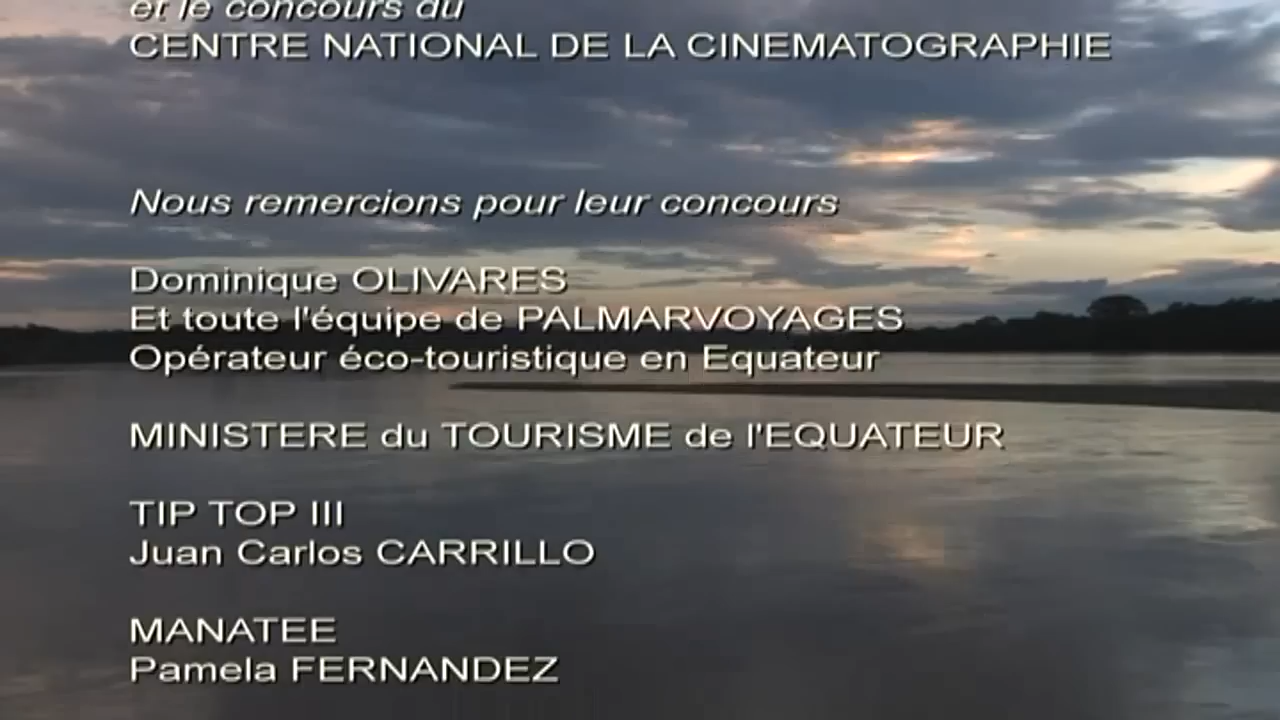 et le concours du
CENTRE NATIONAL DE LA CINEMATOGRAPHIE
Nous remercions pour leur concours
Dominique OLIVARES
Et toute l'équipe de PALMARVOYAGES
Opérateur éco-touristique en Equateur
MINISTERE du TOURISME de l'EQUATEUR
TIP TOP III
Juan Carlos CARRILLO
MANATEE
Pamela FERNANDEZ